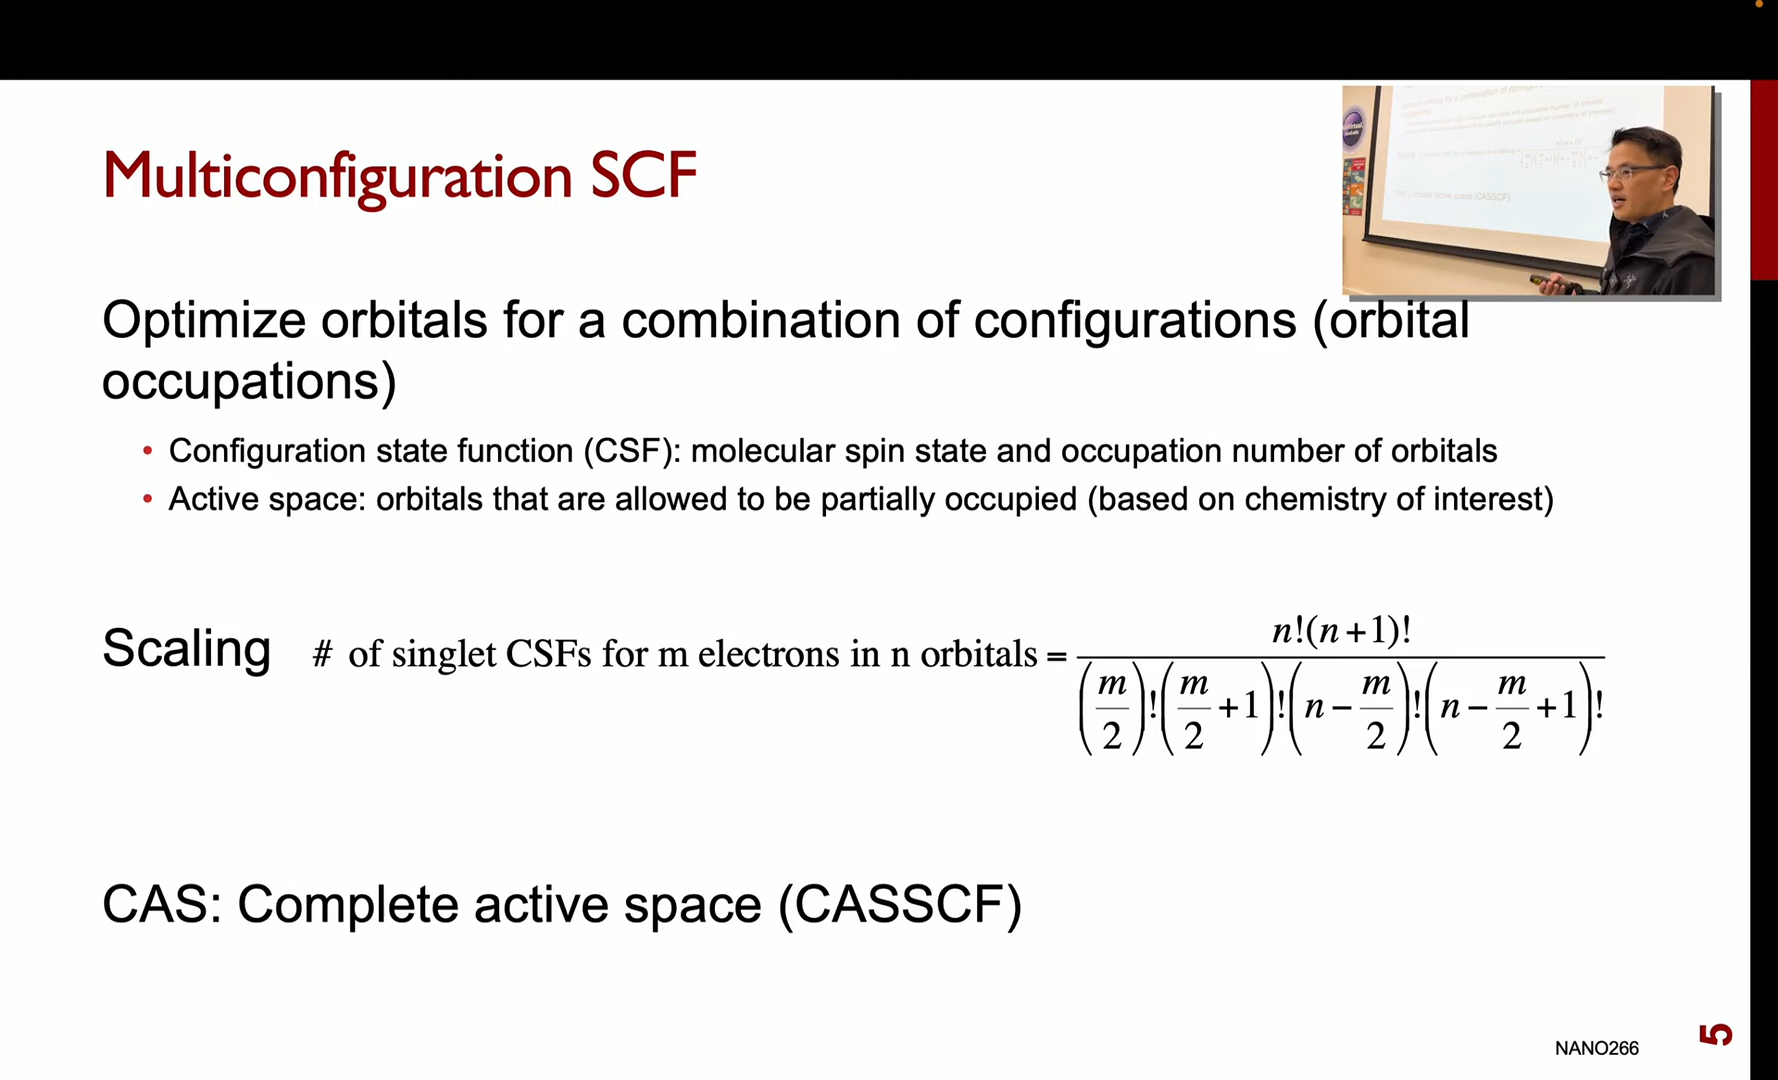 Multiconfiguration SCF
Optimize orbitals for a combination of configurations (orbital
occupations)
• Configuration state function (CSF): molecular spin state and occupation number of orbitals
• Active space: orbitals that are allowed to be partially occupied (based on chemistry of interest)
Scaling # of singlet CSFs for m electrons in n orbitals = n!(n+1)! / (m/2)!(m/2+1)!(n−m/2)!(n−m/2+1)!
CAS: Complete active space (CASSCF)
NANO266
5